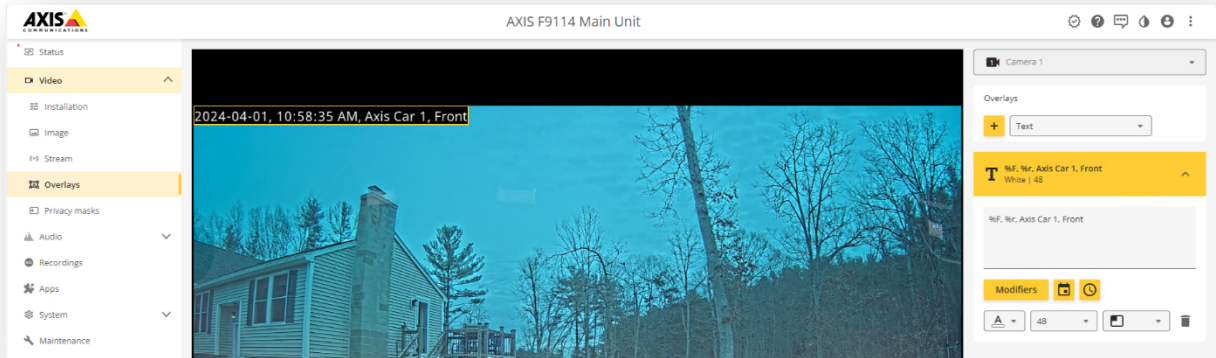 AXIS
COMMUNICATIONS
AXIS F9114 Main Unit
Status
Video
Installation
Image
Stream
Overlays
Privacy masks
Audio
Recordings
Apps
System
Maintenance
2024-04-01, 10:58:35 AM, Axis Car 1, Front
1
Camera 1
Overlays
+
Text
T
%F, %r, Axis Car 1, Front
White | 48
%F, %r, Axis Car 1, Front
Modifiers
A
48